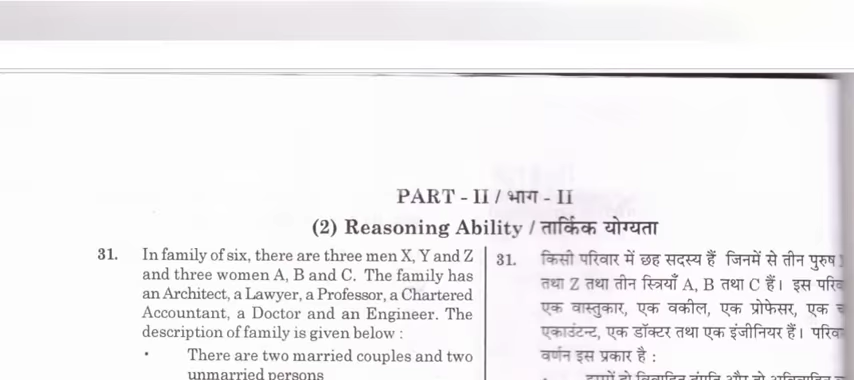 PART - II / भाग - II
(2) Reasoning Ability / तार्किक योग्यता
31. In family of six, there are three men X, Y and Z
and three women A, B and C. The family has
an Architect, a Lawyer, a Professor, a Chartered
Accountant, a Doctor and an Engineer. The
description of family is given below :
• There are two married couples and two
unmarried persons
31. किसी परिवार में छह सदस्य हैं जिनमें से तीन पुरुष
तथा Z तथा तीन स्त्रियाँ A, B तथा C हैं। इस
एक वास्तुकार, एक वकील, एक प्रोफेसर, एक
एकाउंटेन्ट, एक डॉक्टर तथा एक इंजीनियर हैं।
वर्णन इस प्रकार है :